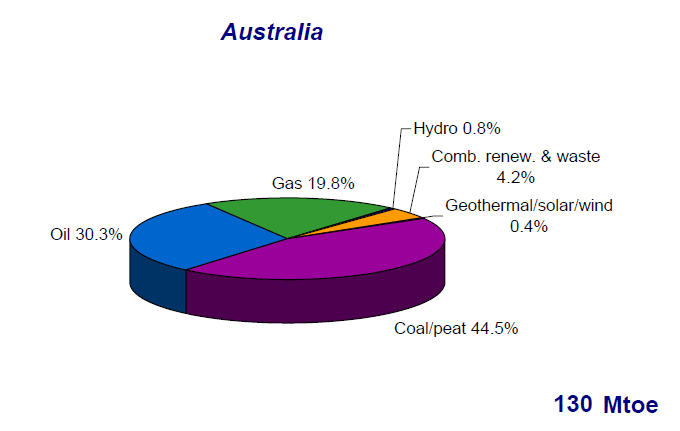 Australia
Hydro 0.8%
Comb. renew. & waste
4.2%
Gas 19.8%
Geothermal/solar/wind
0.4%
Oil 30.3%
Coal/peat 44.5%
130 Mtoe